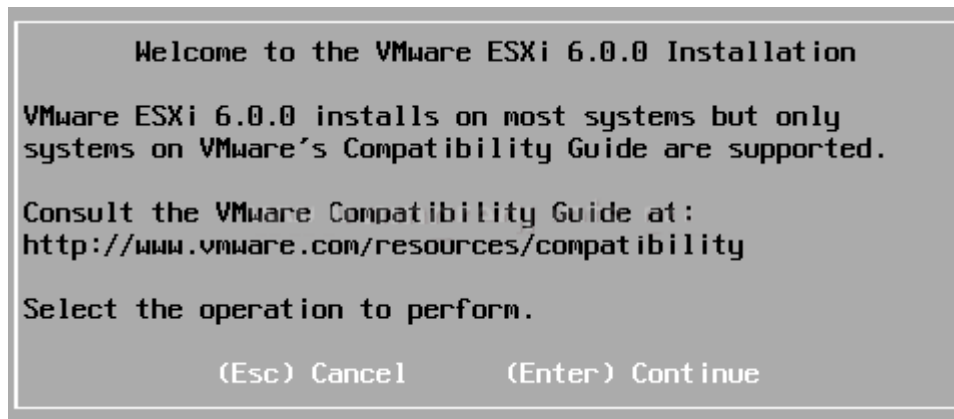 Welcome to the VMware ESXi 6.0.0 Installation
VMware ESXi 6.0.0 installs on most systems but only
systems on VMware's Compatibility Guide are supported.
Consult the VMware Compatibility Guide at:
http://www.vmware.com/resources/compatibility
Select the operation to perform.
(Esc) Cancel (Enter) Continue